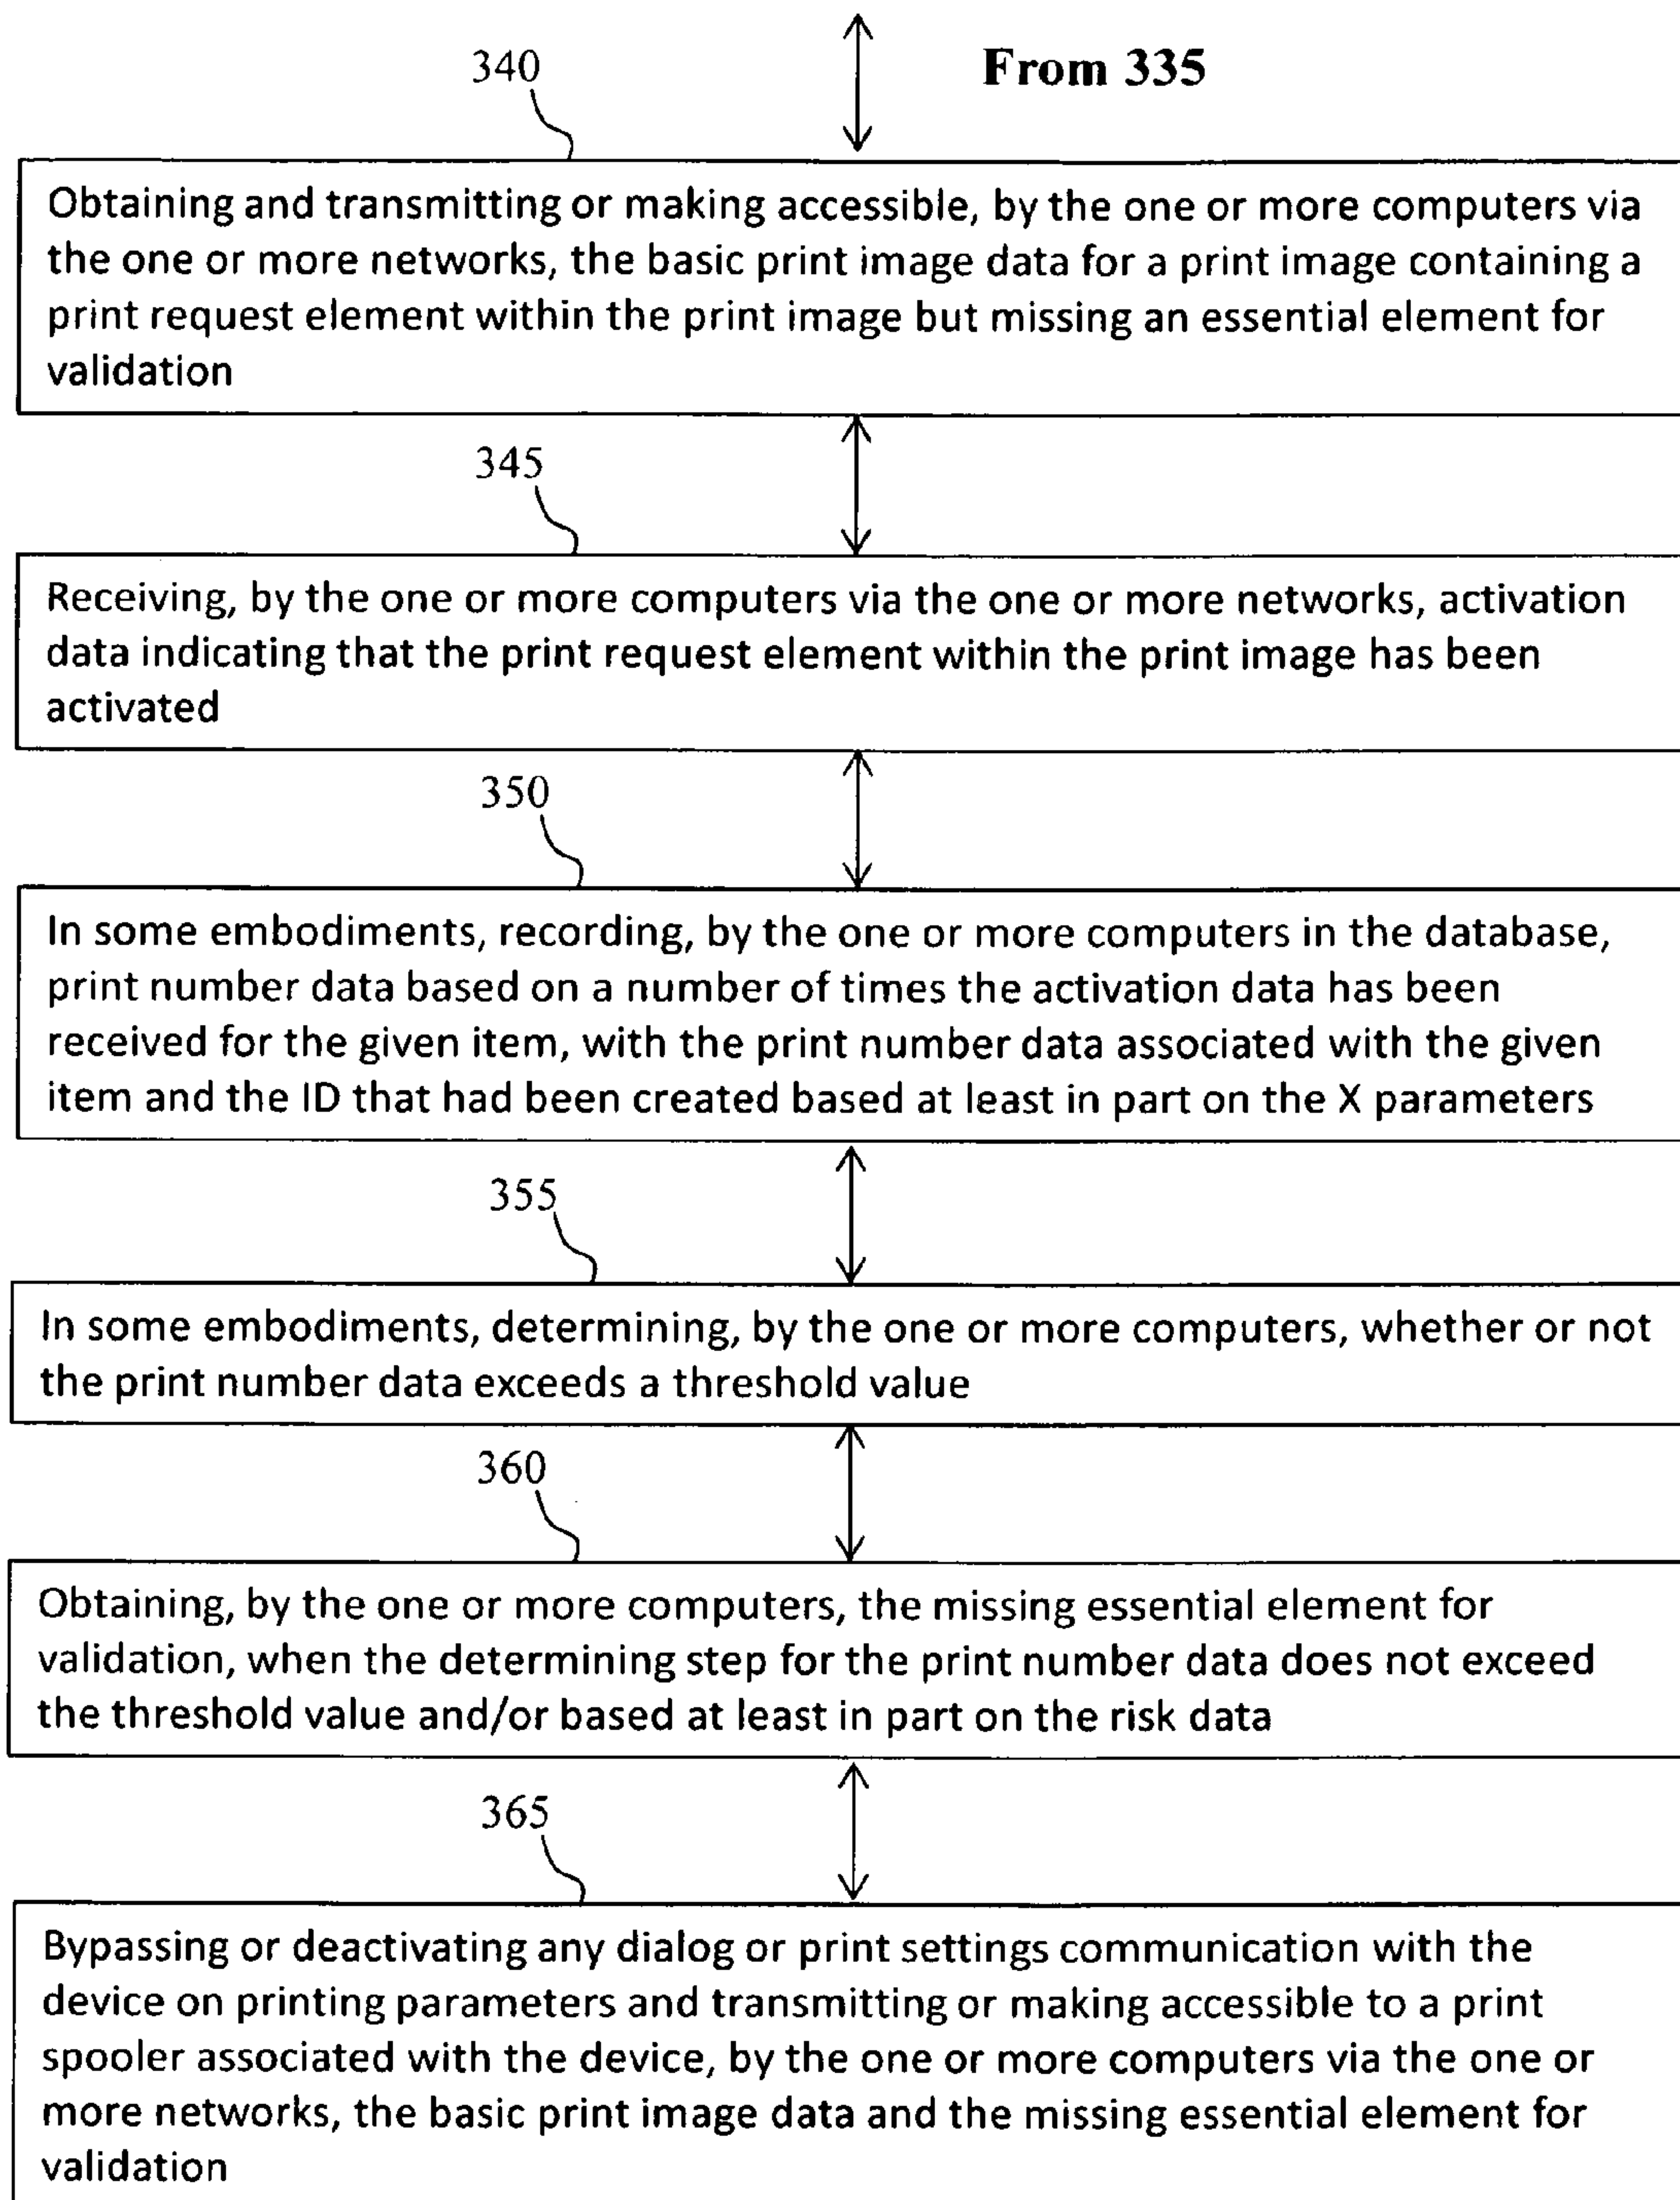 From 335
340
Obtaining and transmitting or making accessible, by the one or more computers via
the one or more networks, the basic print image data for a print image containing a
print request element within the print image but missing an essential element for
validation
345
Receiving, by the one or more computers via the one or more networks, activation
data indicating that the print request element within the print image has been
activated
350
In some embodiments, recording, by the one or more computers in the database,
print number data based on a number of times the activation data has been
received for the given item, with the print number data associated with the given
item and the ID that had been created based at least in part on the X parameters
355
In some embodiments, determining, by the one or more computers, whether or not
the print number data exceeds a threshold value
360
Obtaining, by the one or more computers, the missing essential element for
validation, when the determining step for the print number data does not exceed
the threshold value and/or based at least in part on the risk data
365
Bypassing or deactivating any dialog or print settings communication with the
device on printing parameters and transmitting or making accessible to a print
spooler associated with the device, by the one or more computers via the one or
more networks, the basic print image data and the missing essential element for
validation